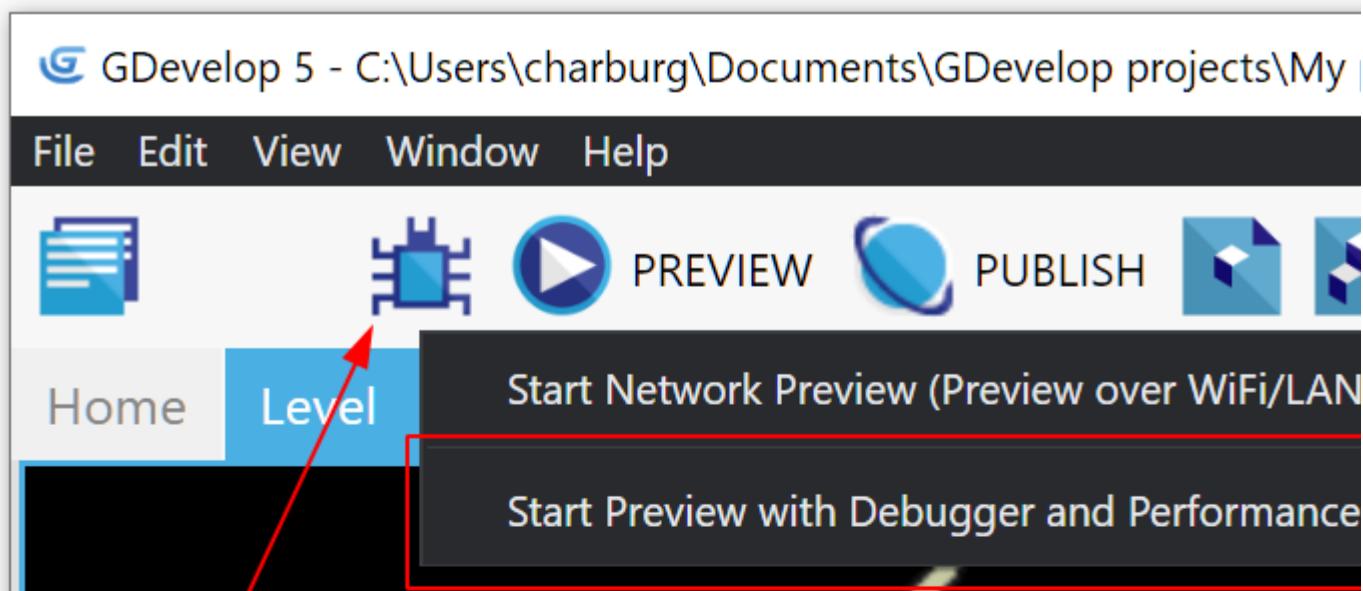 GDevelop 5 - C:\Users\charburg\Documents\GDevelop projects\My
File Edit View Window Help
PREVIEW PUBLISH
Home Level
Start Network Preview (Preview over WiFi/LAN
Start Preview with Debugger and Performance